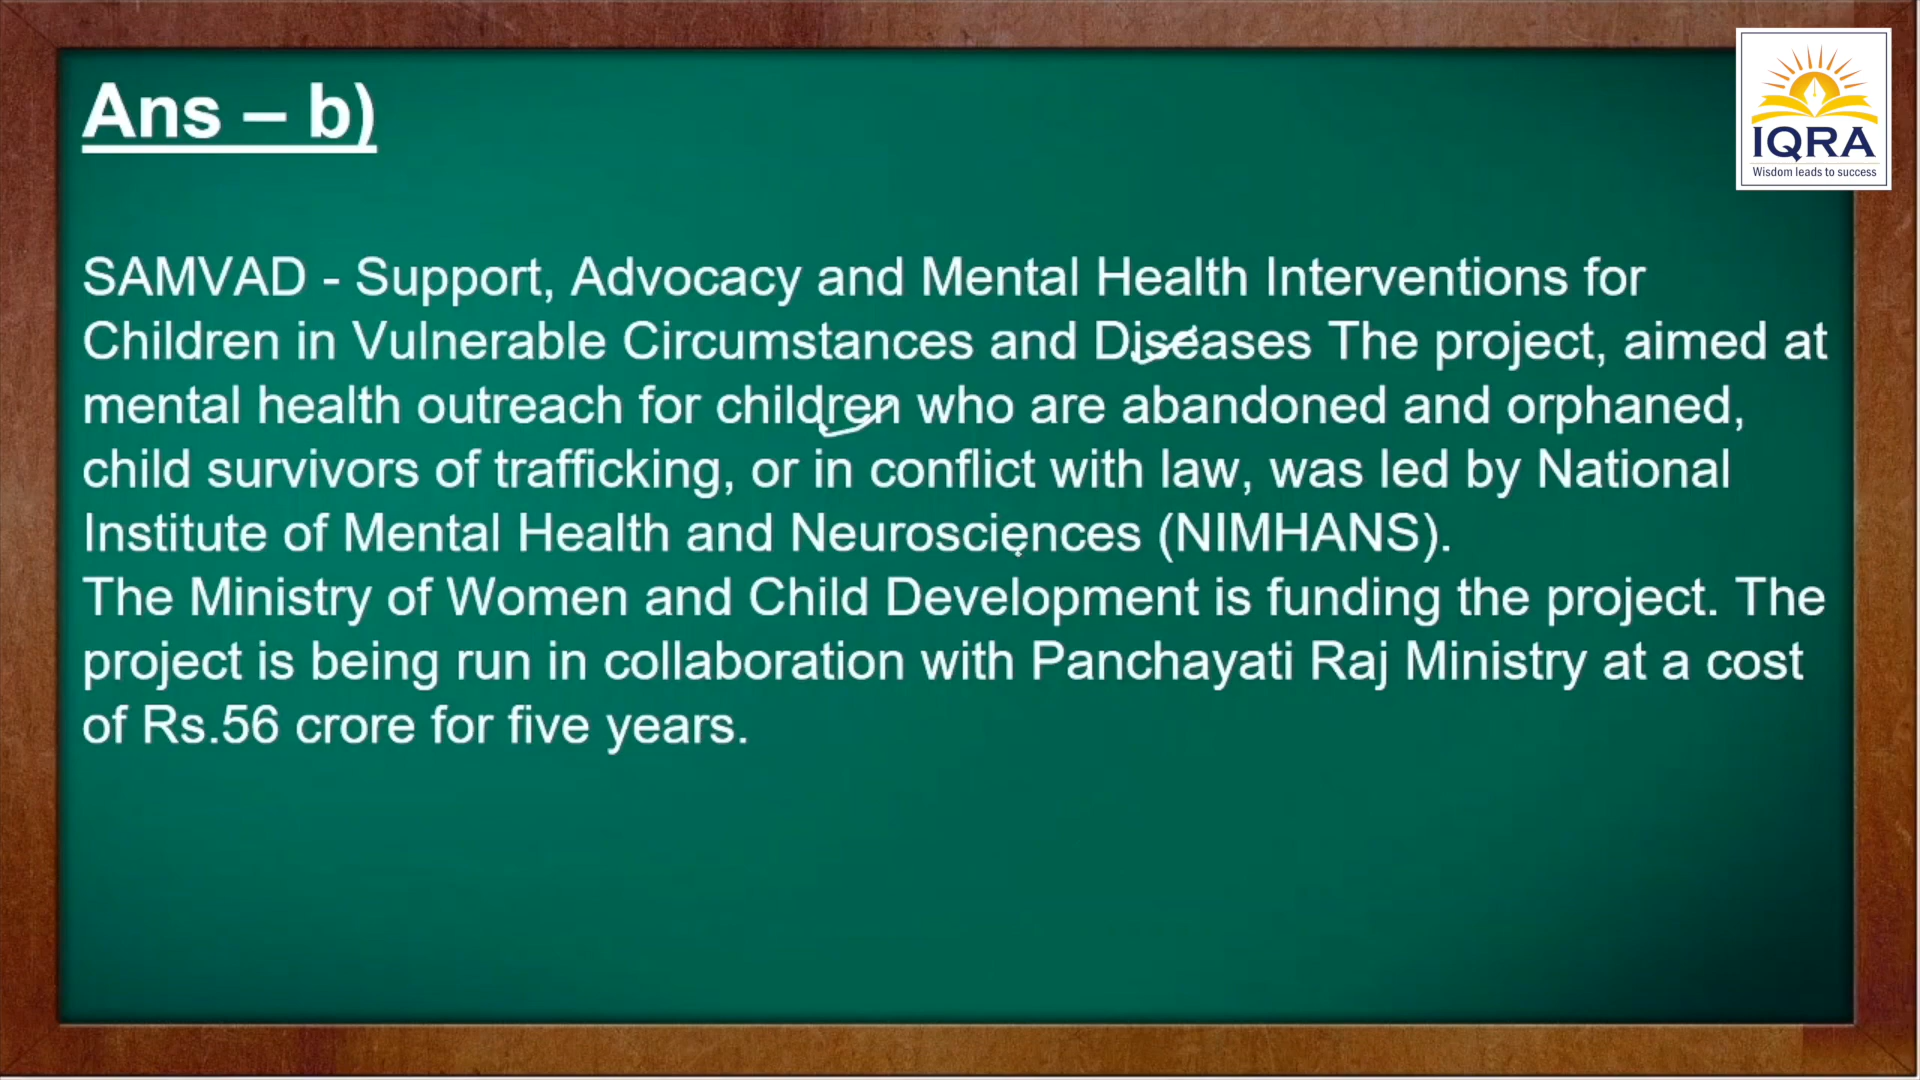 Ans – b)
IQRA
Wisdom leads to success
SAMVAD - Support, Advocacy and Mental Health Interventions for
Children in Vulnerable Circumstances and Diseases The project, aimed at
mental health outreach for children who are abandoned and orphaned,
child survivors of trafficking, or in conflict with law, was led by National
Institute of Mental Health and Neurosciences (NIMHANS).
The Ministry of Women and Child Development is funding the project. The
project is being run in collaboration with Panchayati Raj Ministry at a cost
of Rs.56 crore for five years.